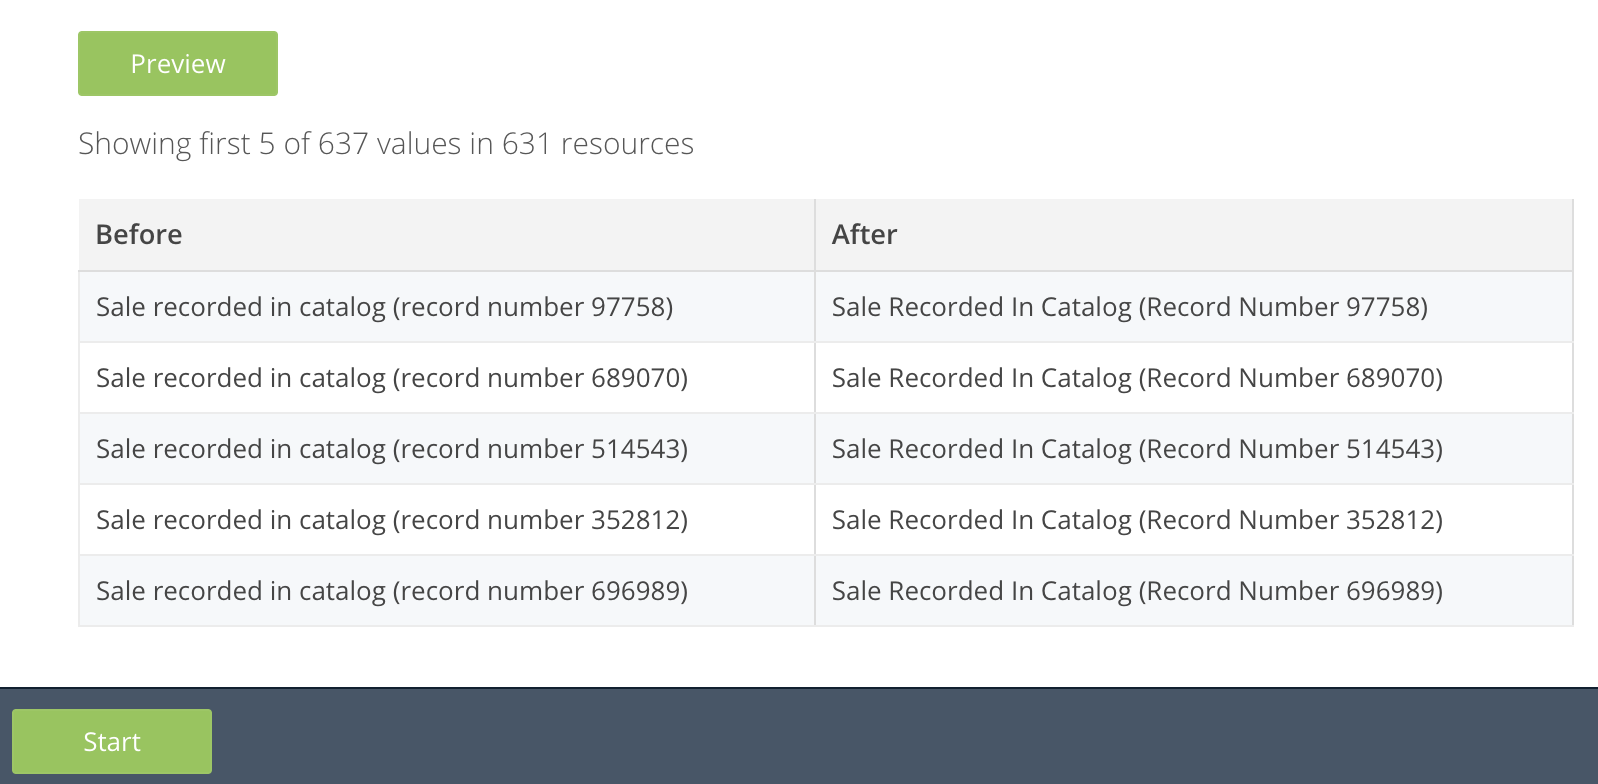 Preview
Showing first 5 of 637 values in 631 resources
Before After
Sale recorded in catalog (record number 97758) Sale Recorded In Catalog (Record Number 97758)
Sale recorded in catalog (record number 689070) Sale Recorded In Catalog (Record Number 689070)
Sale recorded in catalog (record number 514543) Sale Recorded In Catalog (Record Number 514543)
Sale recorded in catalog (record number 352812) Sale Recorded In Catalog (Record Number 352812)
Sale recorded in catalog (record number 696989) Sale Recorded In Catalog (Record Number 696989)
Start